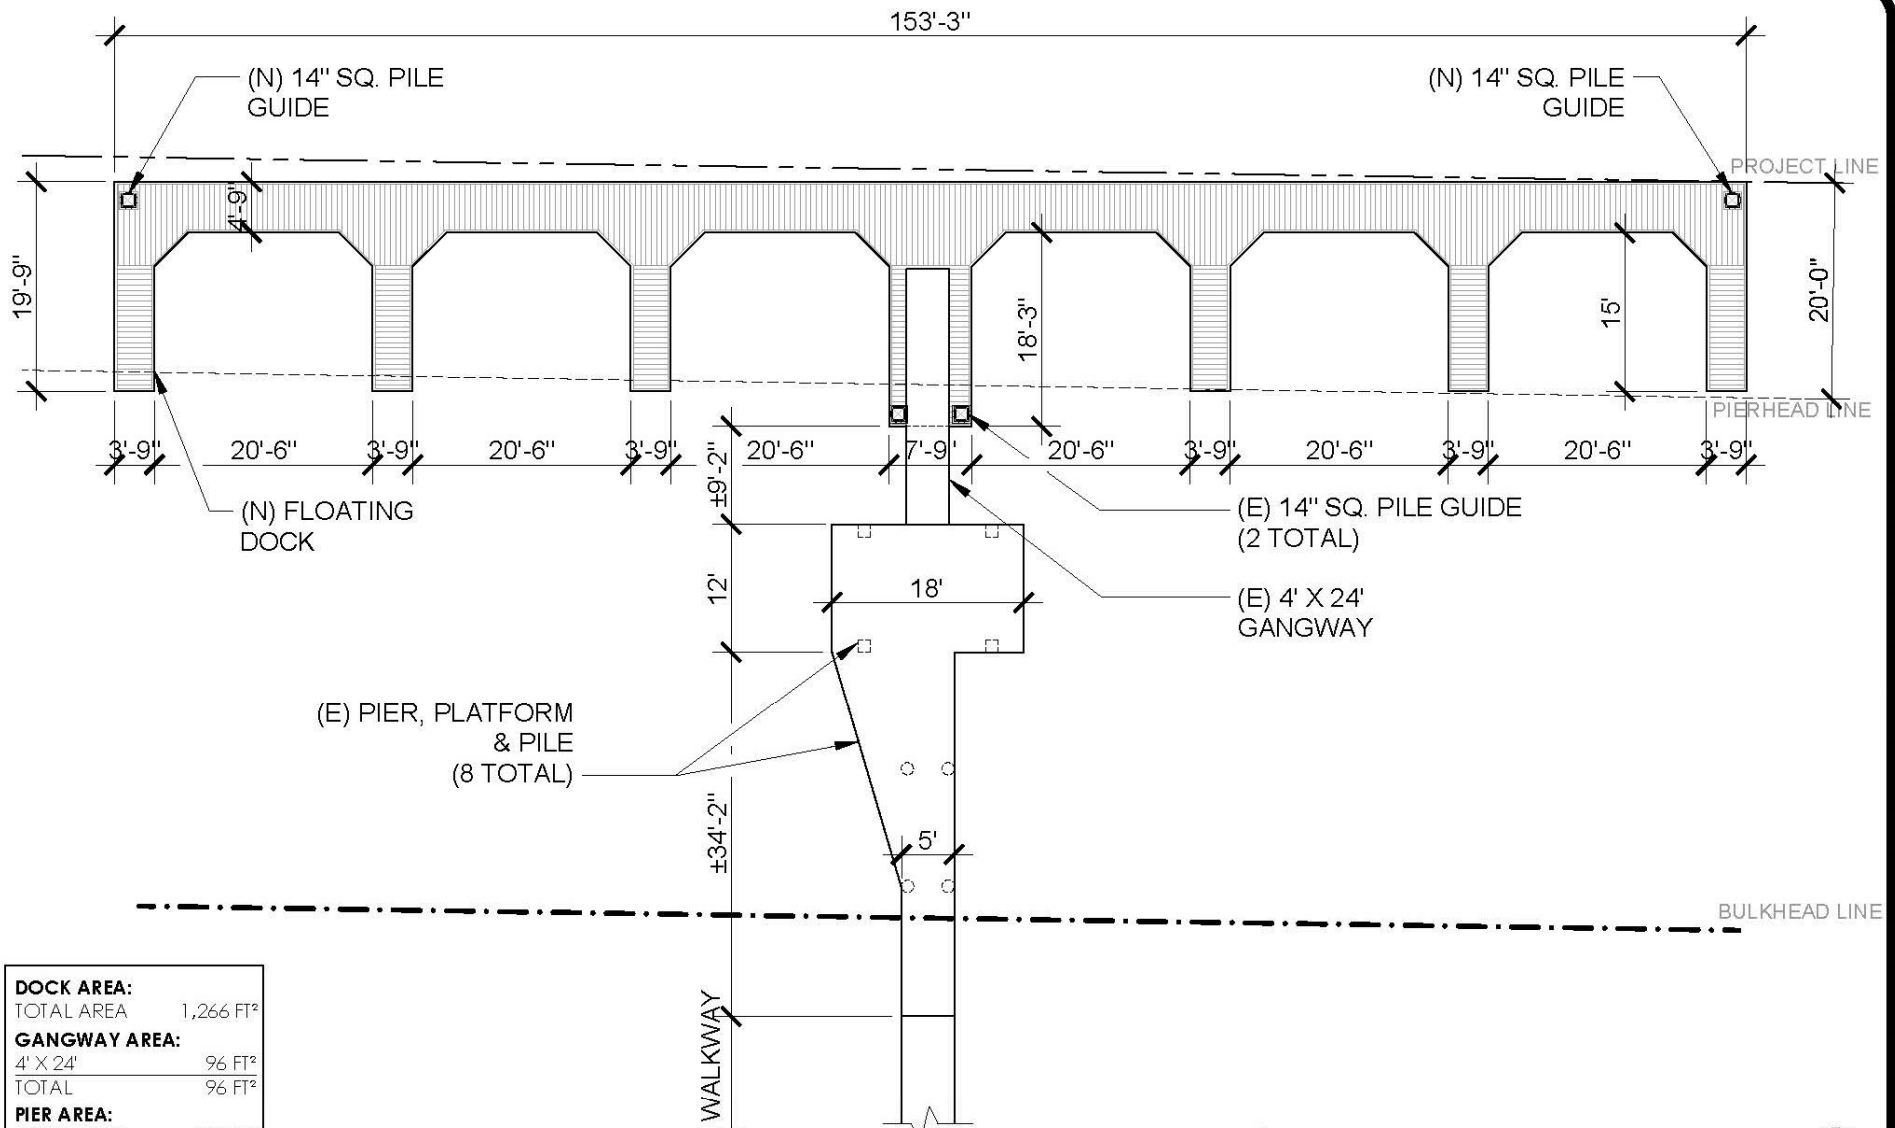 153'-3"
(N) 14" SQ. PILE
GUIDE
(N) 14" SQ. PILE
GUIDE
PROJECT LINE
4'-9"
19'-9"
18'-3"
15'
20'-0"
PIERHEAD LINE
3'-9"
20'-6"
3'-9"
20'-6"
3'-9"
20'-6"
7'-9'
20'-6"
3'-9"
20'-6"
3'-9"
20'-6"
3'-9"
±9'-2"
(N) FLOATING
DOCK
(E) 14" SQ. PILE GUIDE
(2 TOTAL)
12'
18'
(E) 4' X 24'
GANGWAY
(E) PIER, PLATFORM
& PILE
(8 TOTAL)
±34'-2"
5'
BULKHEAD LINE
WALKWAY
DOCK AREA:
TOTAL AREA 1,266 FT²
GANGWAY AREA:
4' X 24' 96 FT²
TOTAL 96 FT²
PIER AREA: